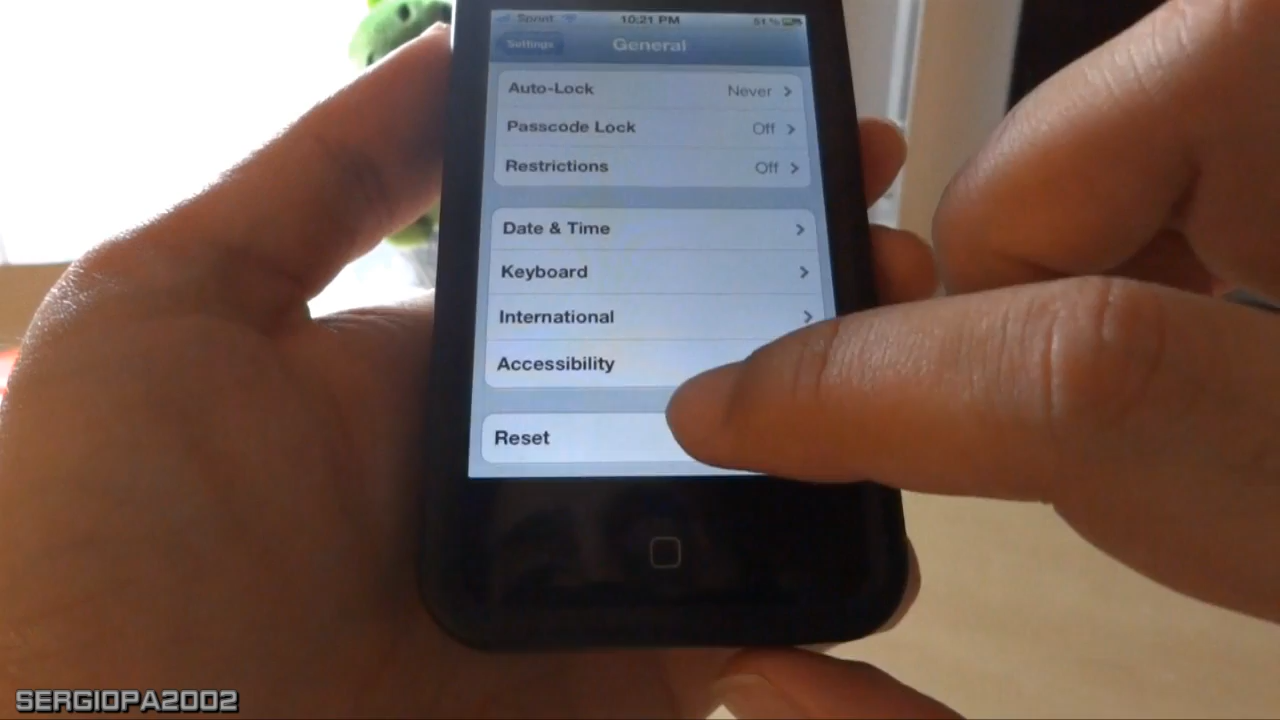 Sprint 10:21 PM 51 %
Settings General
Auto-Lock Never
Passcode Lock Off
Restrictions Off
Date & Time
Keyboard
International
Accessibility
Reset
SERGIOPA2002